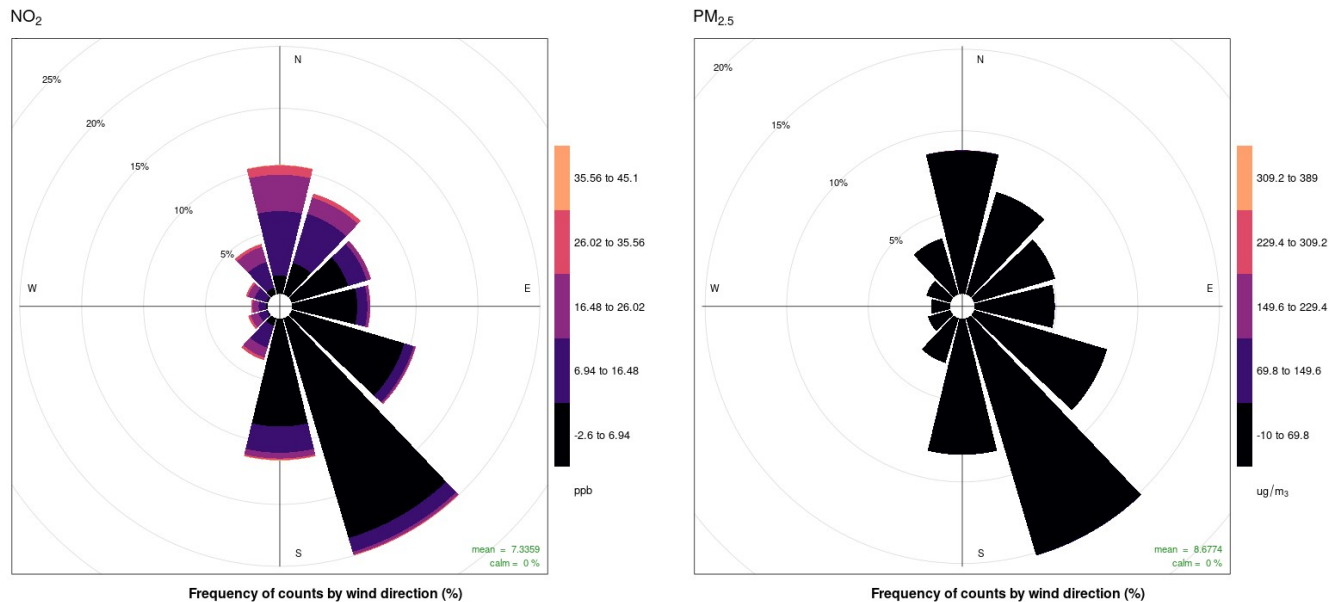 NO2
25%
20%
15%
10%
5%
N
W
E
S
mean = 7.3359
calm = 0 %
Frequency of counts by wind direction (%)
35.56 to 45.1
26.02 to 35.56
16.48 to 26.02
6.94 to 16.48
-2.6 to 6.94
ppb
PM2.5
20%
15%
10%
5%
N
W
E
S
mean = 8.6774
calm = 0 %
Frequency of counts by wind direction (%)
309.2 to 389
229.4 to 309.2
149.6 to 229.4
69.8 to 149.6
-10 to 69.8
ug/m3